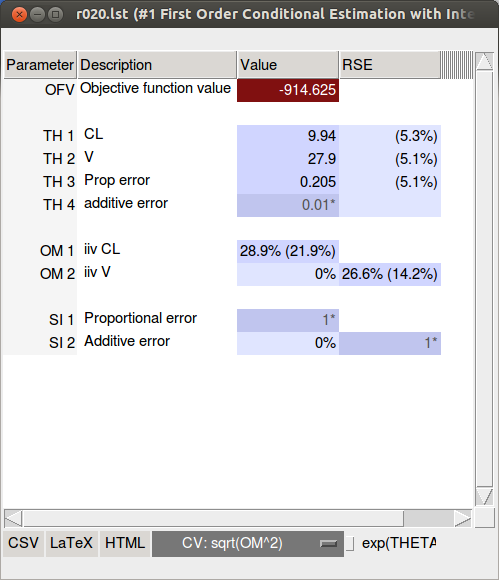 r020.lst (#1 First Order Conditional Estimation with Inte
Parameter Description Value RSE
OFV Objective function value -914.625
TH 1 CL 9.94 (5.3%)
TH 2 V 27.9 (5.1%)
TH 3 Prop error 0.205 (5.1%)
TH 4 additive error 0.01*
OM 1 iiv CL 28.9% (21.9%)
OM 2 iiv V 0% 26.6% (14.2%)
SI 1 Proportional error 1*
SI 2 Additive error 0% 1*
CSV LaTeX HTML CV: sqrt(OM^2) exp(THETA